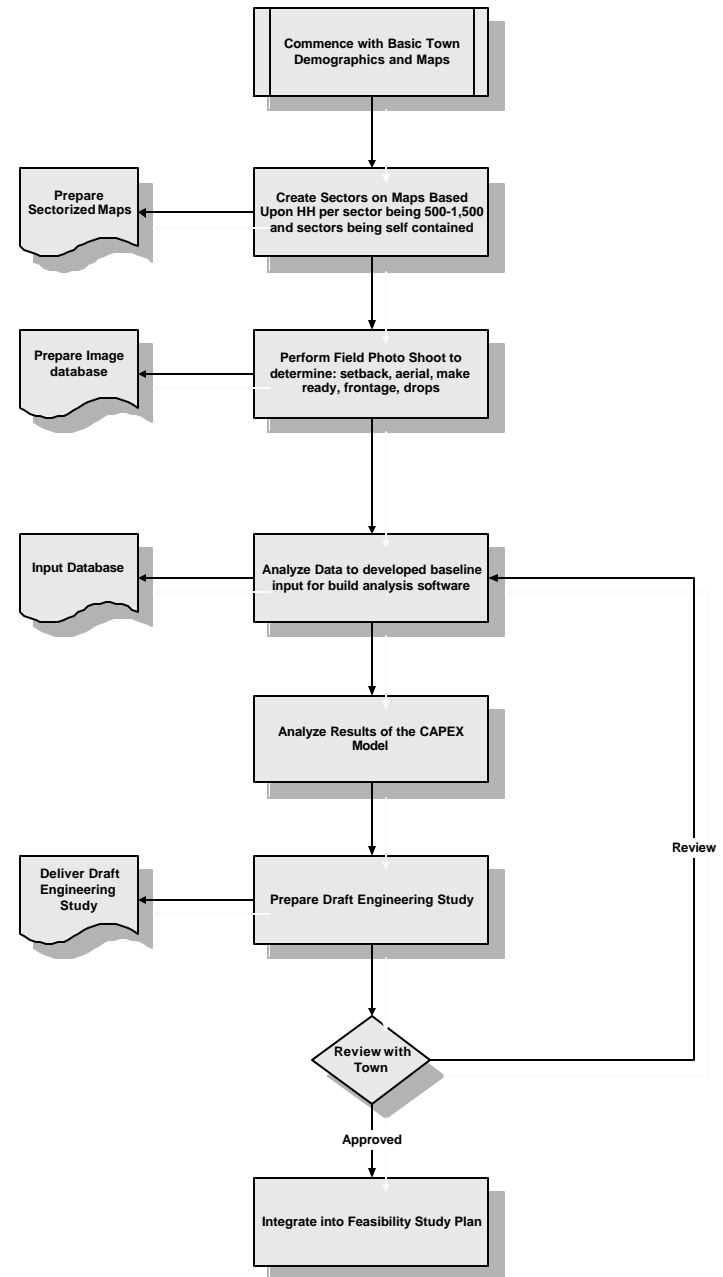 Commence with Basic Town
Demographics and Maps
Prepare
Sectorized Maps
Create Sectors on Maps Based
Upon HH per sector being 500-1,500
and sectors being self contained
Prepare Image
database
Perform Field Photo Shoot to
determine: setback, aerial, make
ready, frontage, drops
Input Database
Analyze Data to developed baseline
input for build analysis software
Analyze Results of the CAPEX
Model
Review
Deliver Draft
Engineering
Study
Prepare Draft Engineering Study
Review with
Town
Approved
Integrate into Feasibility Study Plan